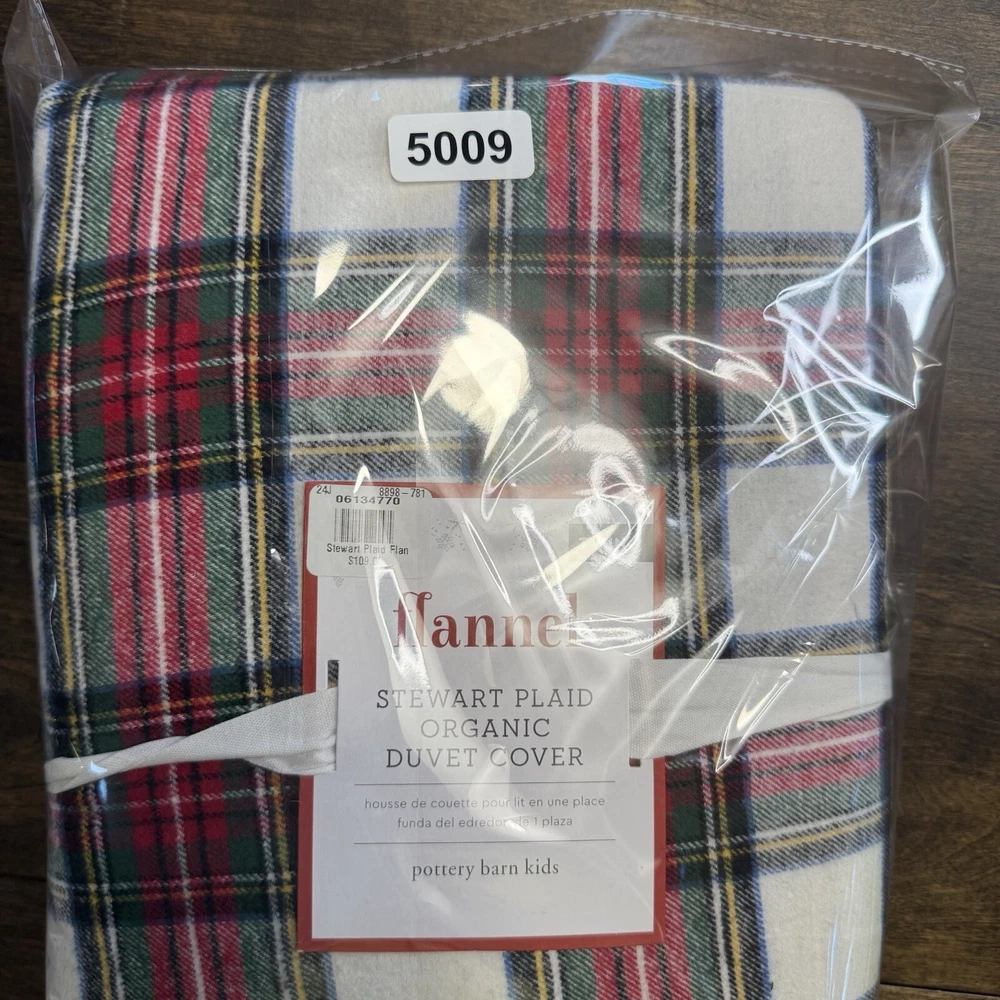 5009
24J 8898-781
06134770
Stewart Plaid Flan
flannel
STEWART PLAID
ORGANIC
DUVET COVER
housse de couette pour lit en une place
funda del edredon de 1 plaza
pottery barn kids